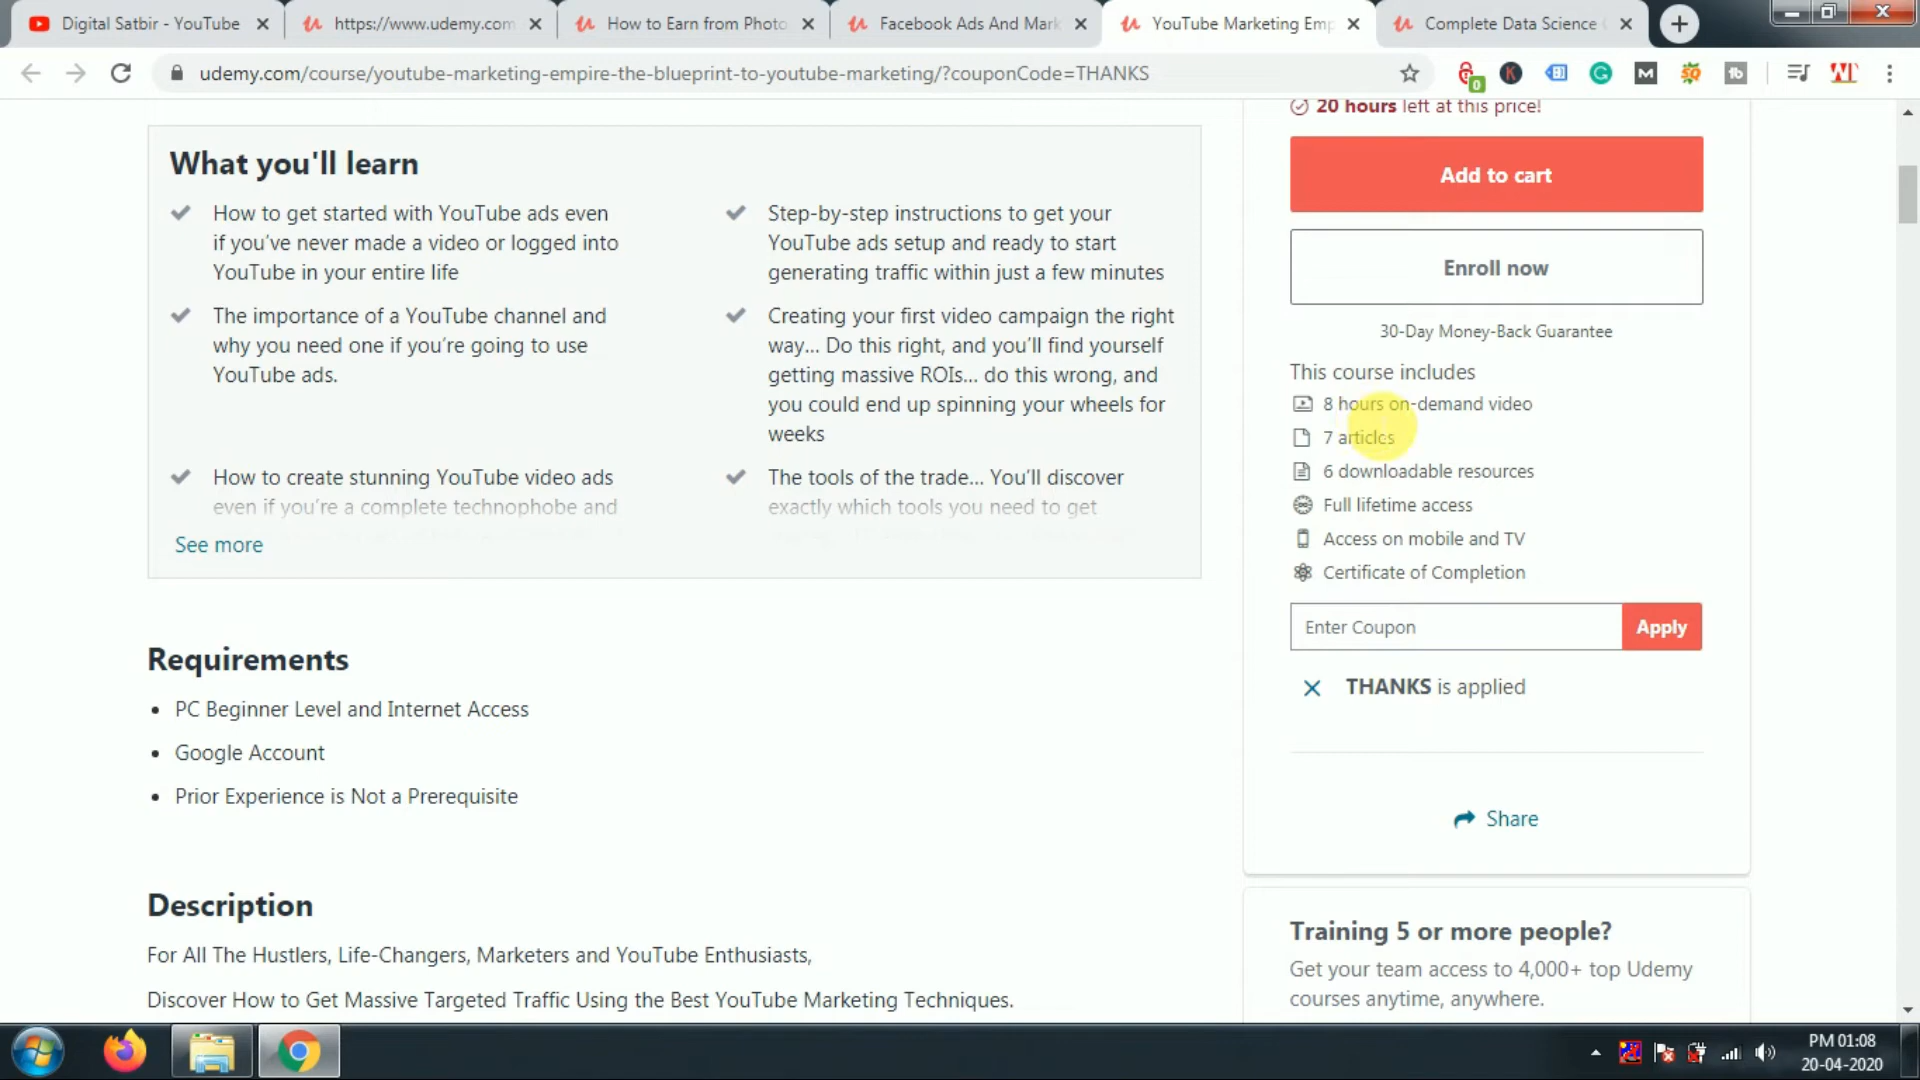 Digital Satbir - YouTube
https://www.udemy.com
How to Earn from Photo
Facebook Ads And Mark
YouTube Marketing Emp
Complete Data Science
udemy.com/course/youtube-marketing-empire-the-blueprint-to-youtube-marketing/?couponCode=THANKS
20 hours left at this price!
What you'll learn
How to get started with YouTube ads even
if you've never made a video or logged into
YouTube in your entire life
The importance of a YouTube channel and
why you need one if you're going to use
YouTube ads.
How to create stunning YouTube video ads
even if you're a complete technophobe and
Step-by-step instructions to get your
YouTube ads setup and ready to start
generating traffic within just a few minutes
Creating your first video campaign the right
way... Do this right, and you'll find yourself
getting massive ROIs... do this wrong, and
you could end up spinning your wheels for
weeks
The tools of the trade... You'll discover
exactly which tools you need to get
See more
Requirements
PC Beginner Level and Internet Access
Google Account
Prior Experience is Not a Prerequisite
Description
For All The Hustlers, Life-Changers, Marketers and YouTube Enthusiasts,
Discover How to Get Massive Targeted Traffic Using the Best YouTube Marketing Techniques.
Add to cart
Enroll now
30-Day Money-Back Guarantee
This course includes
8 hours on-demand video
7 articles
6 downloadable resources
Full lifetime access
Access on mobile and TV
Certificate of Completion
Enter Coupon
Apply
THANKS is applied
Share
Training 5 or more people?
Get your team access to 4,000+ top Udemy
courses anytime, anywhere.
PM 01:08
20-04-2020